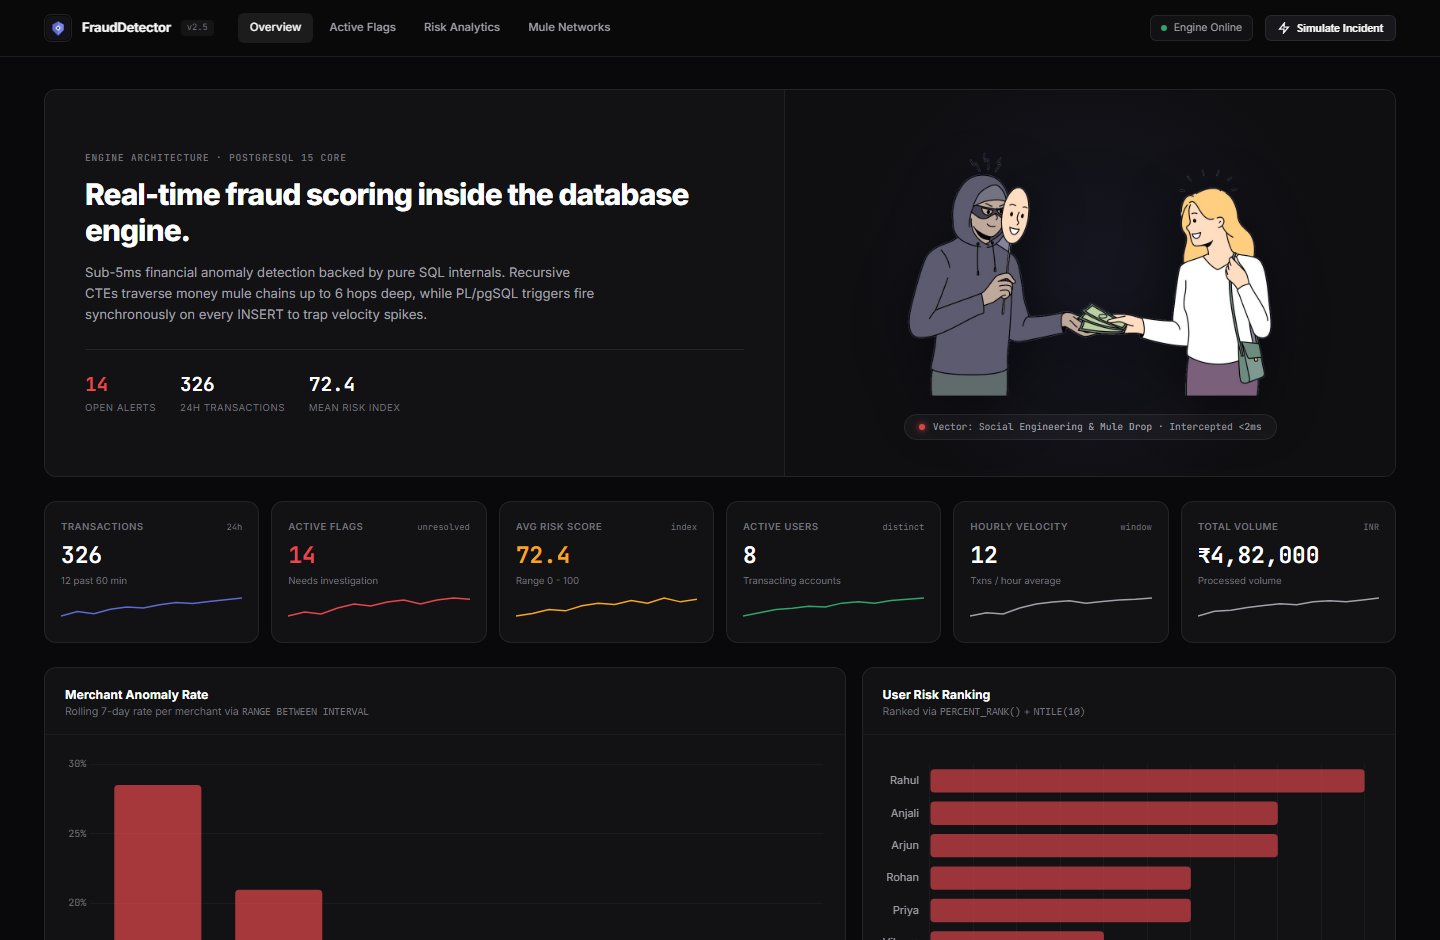 FraudDetector v2.5 Overview Active Flags Risk Analytics Mule Networks Engine Online Simulate Incident
ENGINE ARCHITECTURE · POSTGRESQL 15 CORE
Real-time fraud scoring inside the database
engine.
Sub-5ms financial anomaly detection backed by pure SQL internals. Recursive
CTEs traverse money mule chains up to 6 hops deep, while PL/pgSQL triggers fire
synchronously on every INSERT to trap velocity spikes.
14 326 72.4
OPEN ALERTS 24H TRANSACTIONS MEAN RISK INDEX
Vector: Social Engineering & Mule Drop · Intercepted <2ms
TRANSACTIONS 24h
326
12 past 60 min
ACTIVE FLAGS unresolved
14
Needs investigation
AVG RISK SCORE index
72.4
Range 0 - 100
ACTIVE USERS distinct
8
Transacting accounts
HOURLY VELOCITY window
12
Txns / hour average
TOTAL VOLUME INR
₹4,82,000
Processed volume
Merchant Anomaly Rate
Rolling 7-day rate per merchant via RANGE BETWEEN INTERVAL
30%
25%
20%
User Risk Ranking
Ranked via PERCENT_RANK() + NTILE(10)
Rahul
Anjali
Arjun
Rohan
Priya